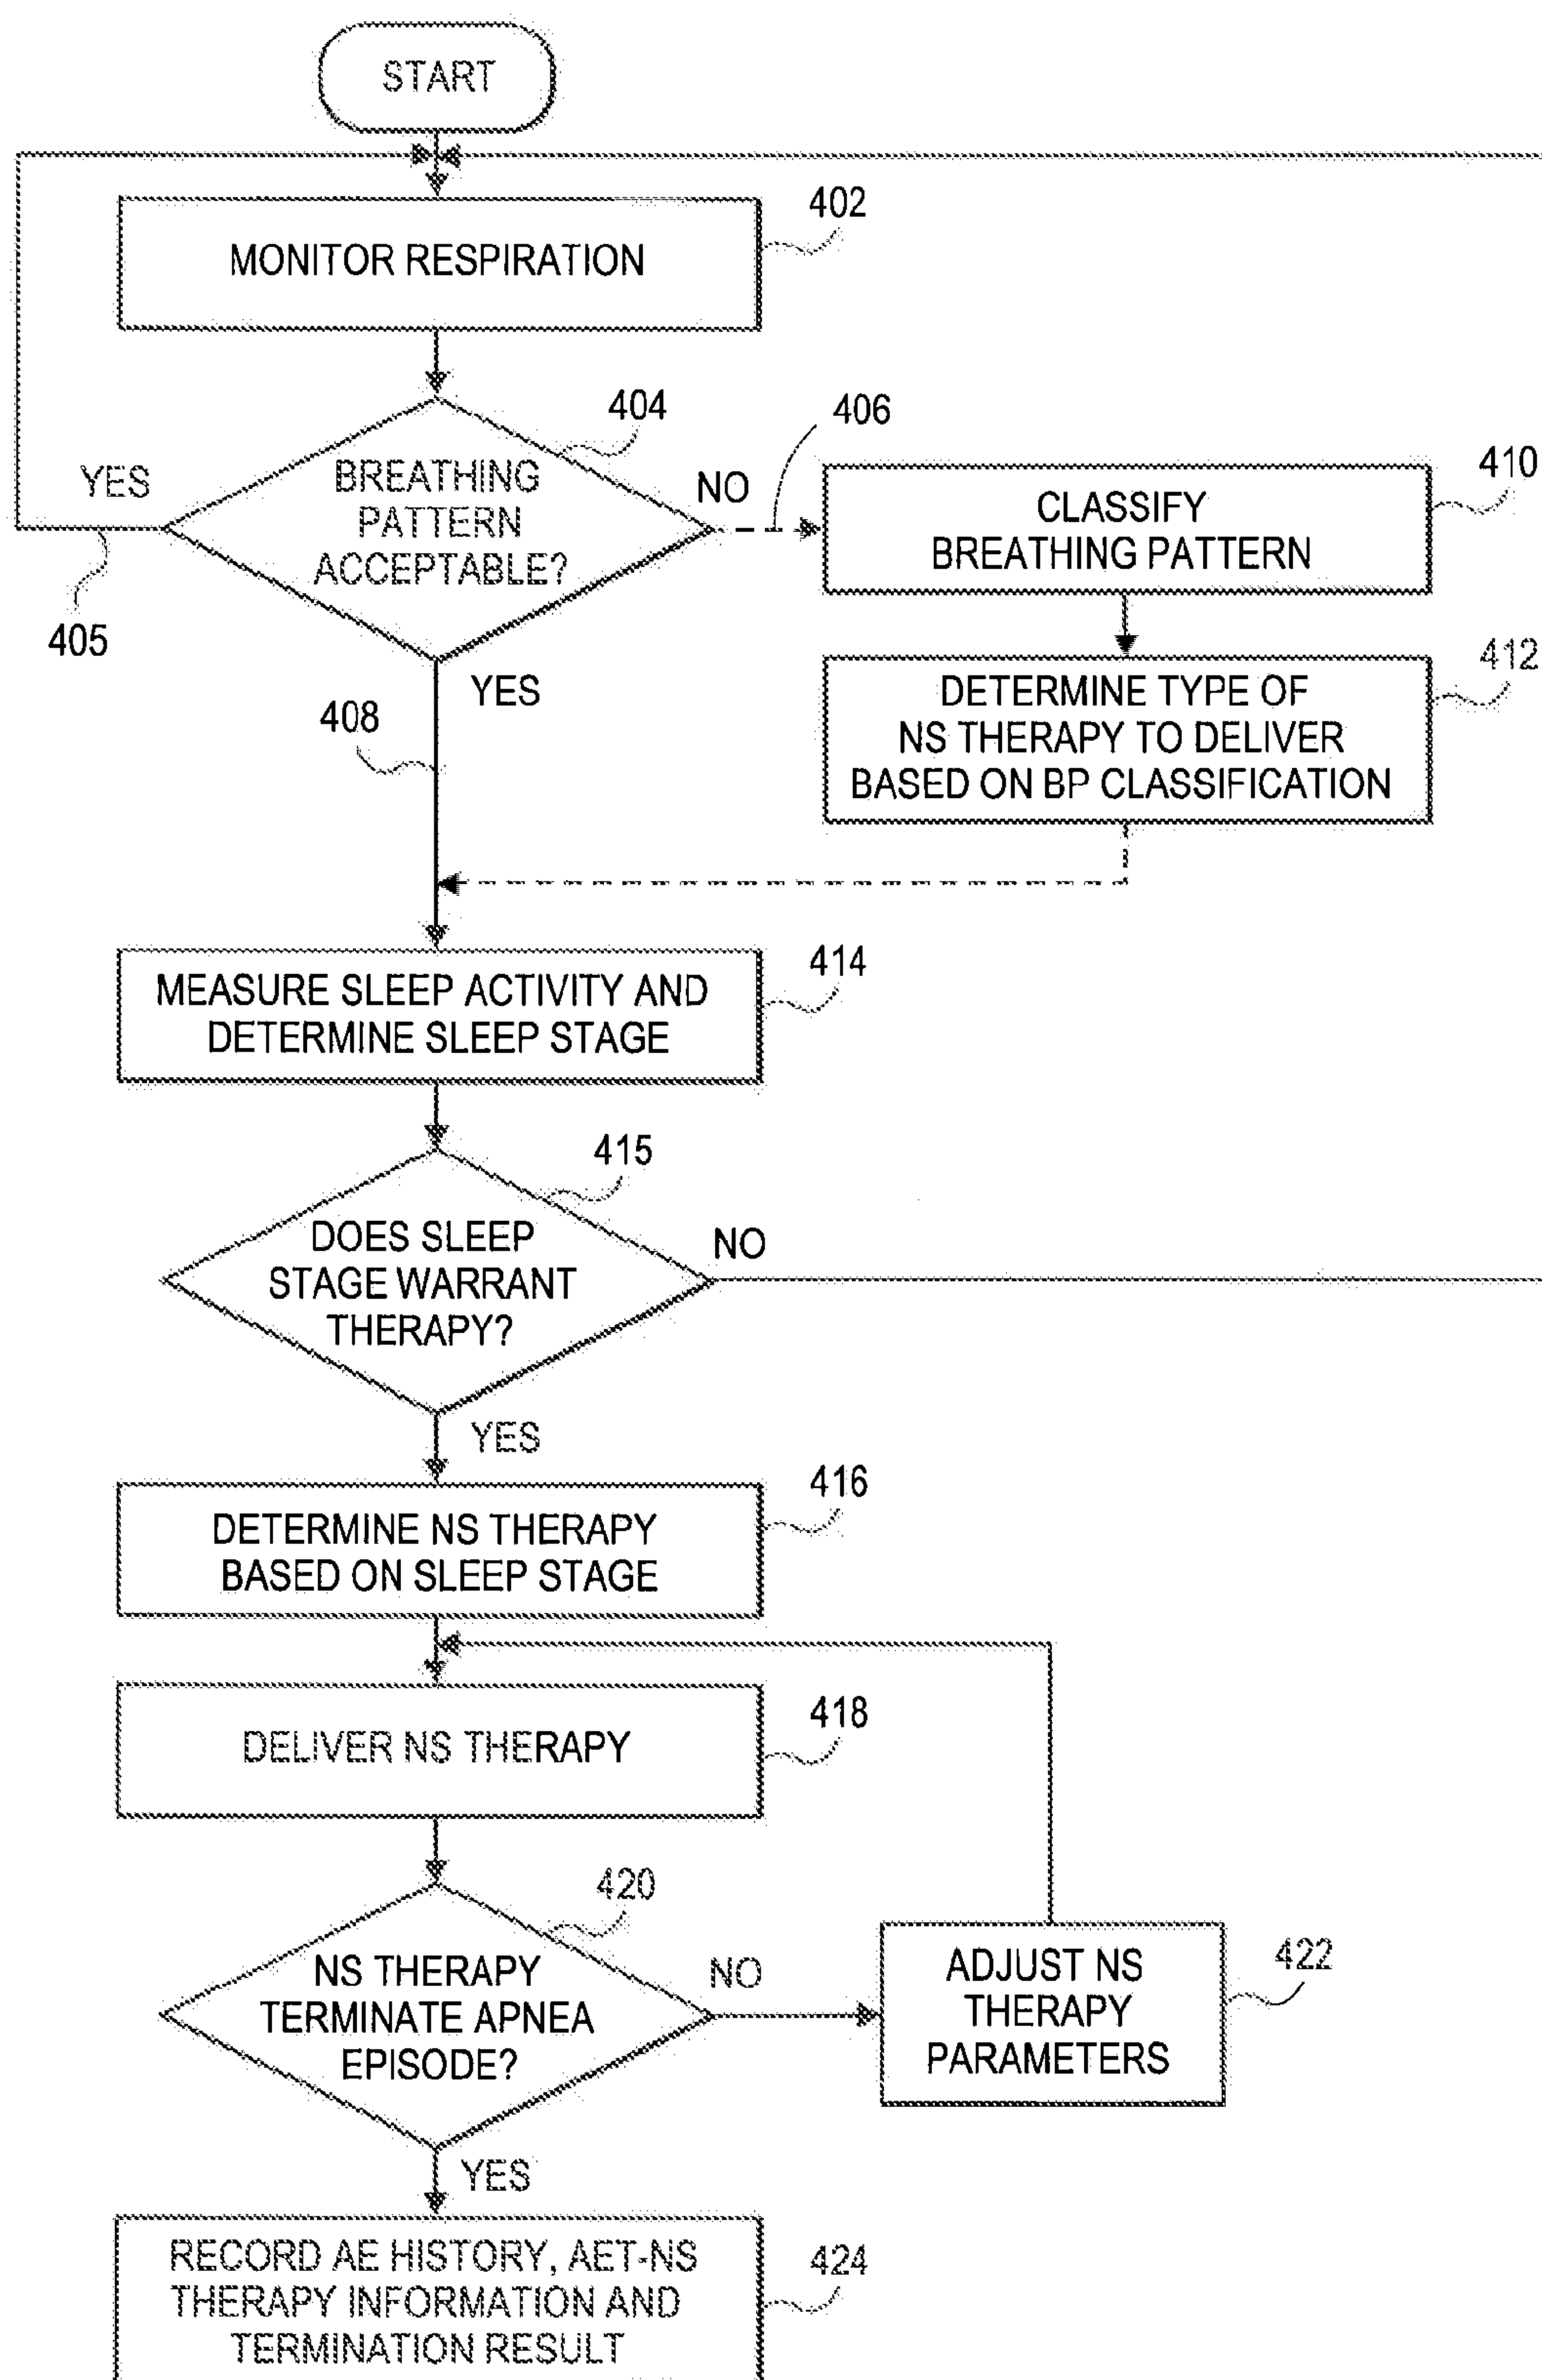 START
402
MONITOR RESPIRATION
404
406
YES
BREATHING
PATTERN
ACCEPTABLE?
NO
405
410
CLASSIFY
BREATHING PATTERN
YES
408
412
DETERMINE TYPE OF
NS THERAPY TO DELIVER
BASED ON BP CLASSIFICATION
414
MEASURE SLEEP ACTIVITY AND
DETERMINE SLEEP STAGE
415
DOES SLEEP
STAGE WARRANT
THERAPY?
NO
YES
416
DETERMINE NS THERAPY
BASED ON SLEEP STAGE
418
DELIVER NS THERAPY
420
NS THERAPY
TERMINATE APNEA
EPISODE?
NO
422
ADJUST NS
THERAPY
PARAMETERS
YES
424
RECORD AE HISTORY, AET-NS
THERAPY INFORMATION AND
TERMINATION RESULT